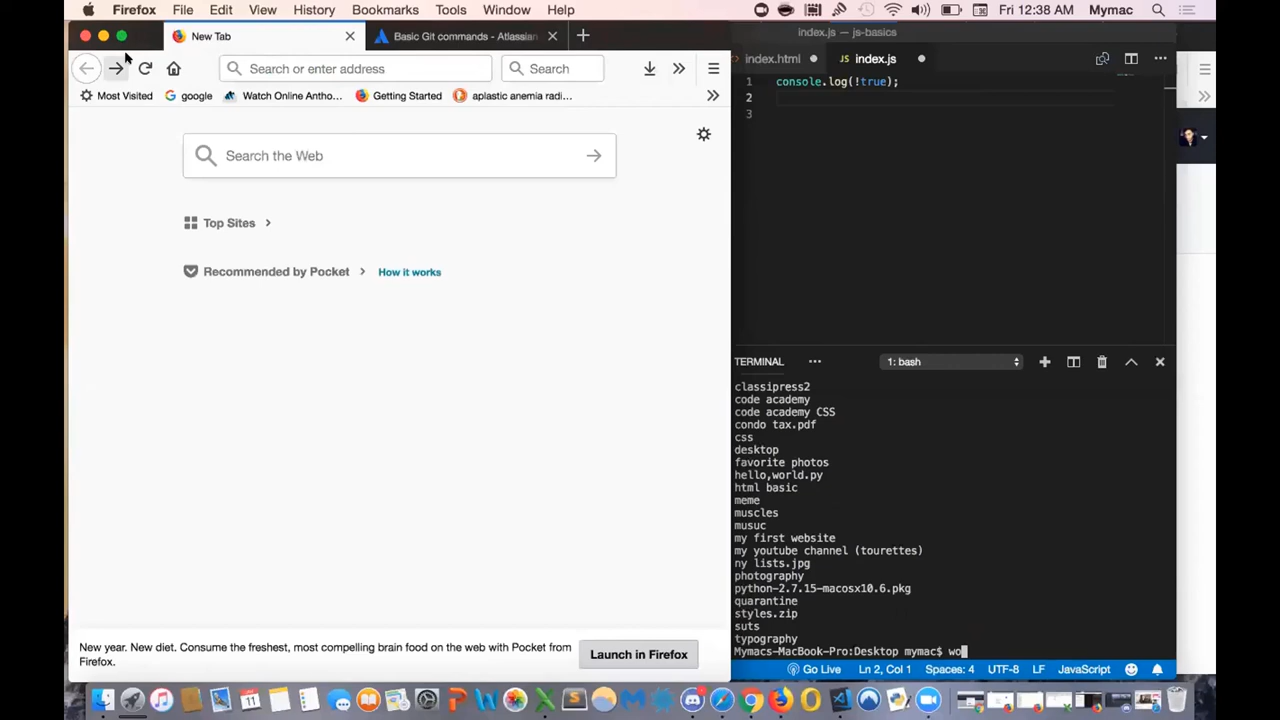 Firefox File Edit View History Bookmarks Tools Window Help Fri 12:38 AM Mymac
New Tab
Basic Git commands - Atlassian
Search or enter address
Search
Most Visited
google
Watch Online Antho...
Getting Started
aplastic anemia radi...
Search the Web
Top Sites
Recommended by Pocket
How it works
New year. New diet. Consume the freshest, most compelling brain food on the web with Pocket from
Firefox.
Launch in Firefox
index.js — js-basics
index.html
JS index.js
1 console.log(!true);
2
3
TERMINAL
1: bash
classipress2
code academy
code academy CSS
condo tax.pdf
css
desktop
favorite photos
hello,world.py
html basic
meme
muscles
musuc
my first website
my youtube channel (tourettes)
ny lists.jpg
photography
python-2.7.15-macosx10.6.pkg
quarantine
styles.zip
suts
typography
Mymacs-MacBook-Pro:Desktop mymac$ wo
Go Live Ln 2, Col 1 Spaces: 4 UTF-8 LF JavaScript